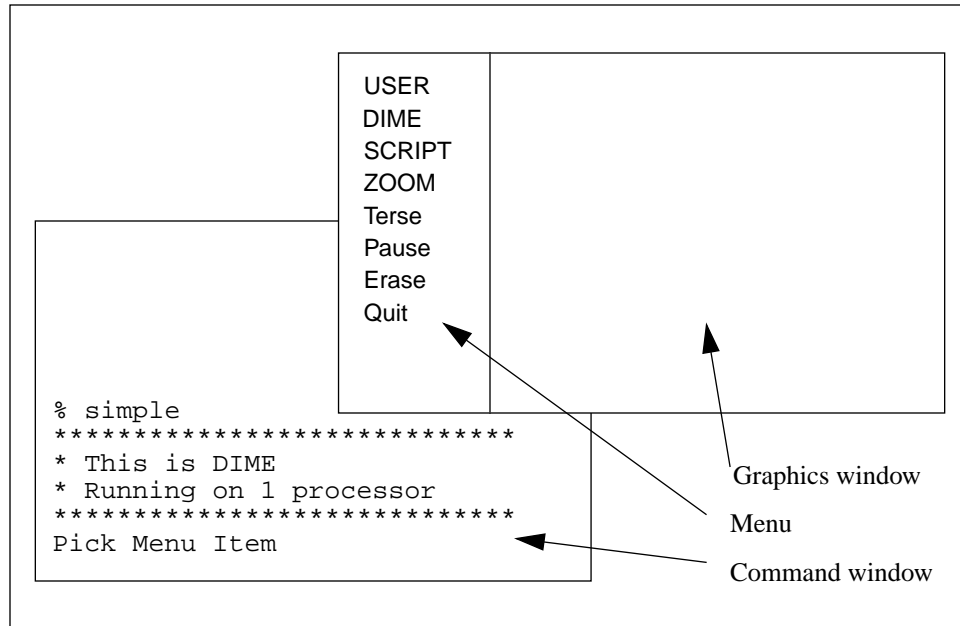 USER
DIME
SCRIPT
ZOOM
Terse
Pause
Erase
Quit
% simple
*****************************
* This is DIME
* Running on 1 processor
*****************************
Pick Menu Item
Graphics window
Menu
Command window